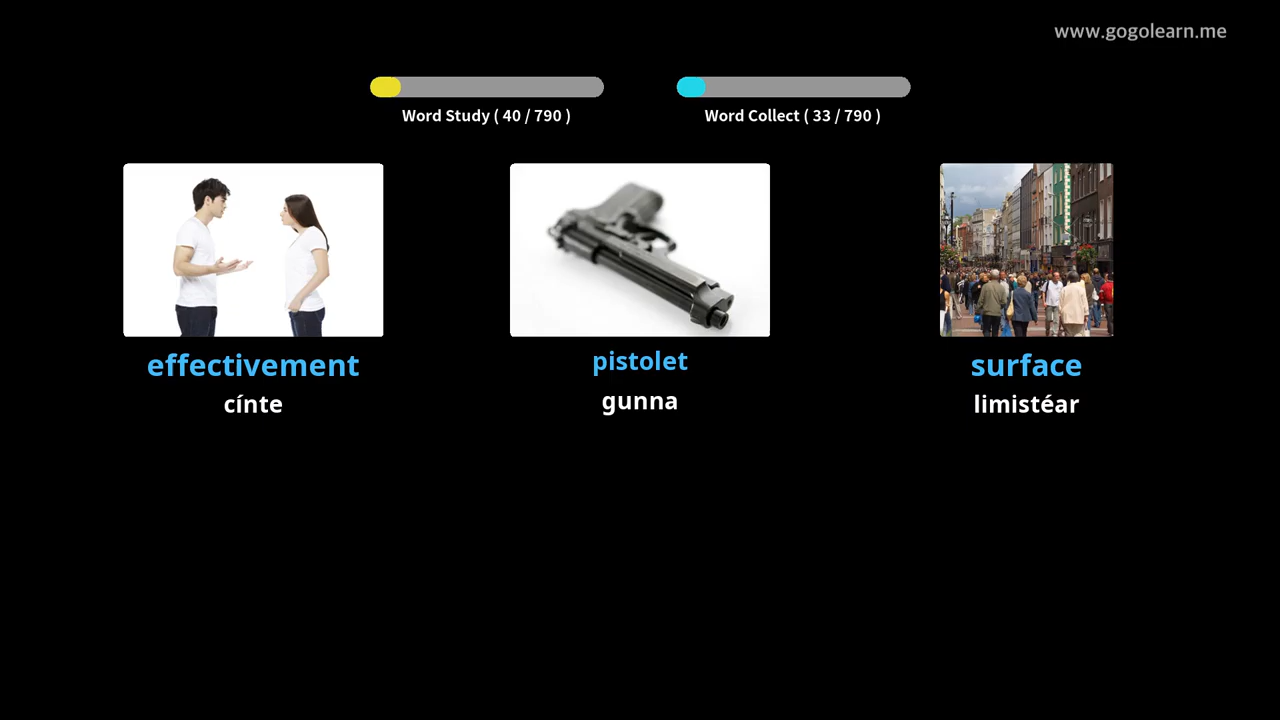 www.gogolearn.me
Word Study ( 40 / 790 )
Word Collect ( 33 / 790 )
effectivement
cínte
pistolet
gunna
surface
limistéar